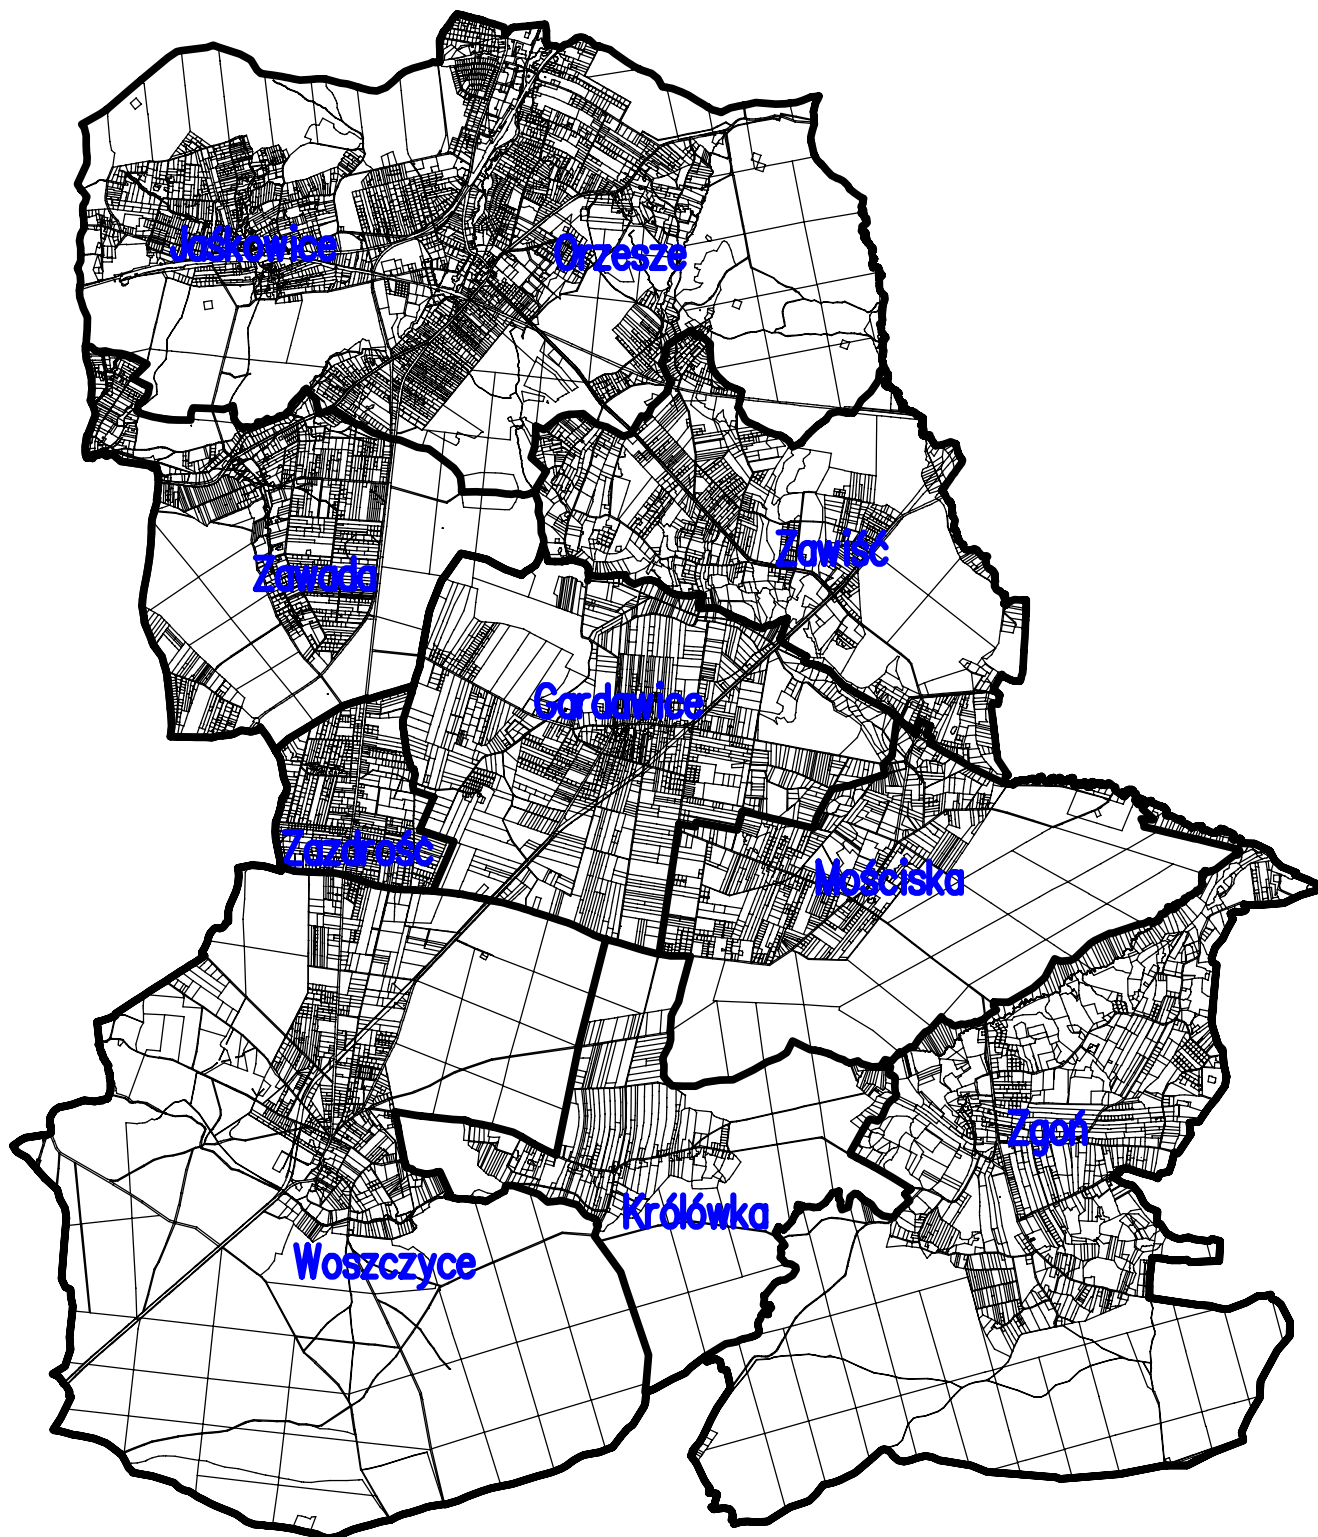 Jaśkowice
Orzesze
Zawiść
Zawada
Gardawice
Zazdrość
Mościska
Zgoń
Królówka
Woszczyce